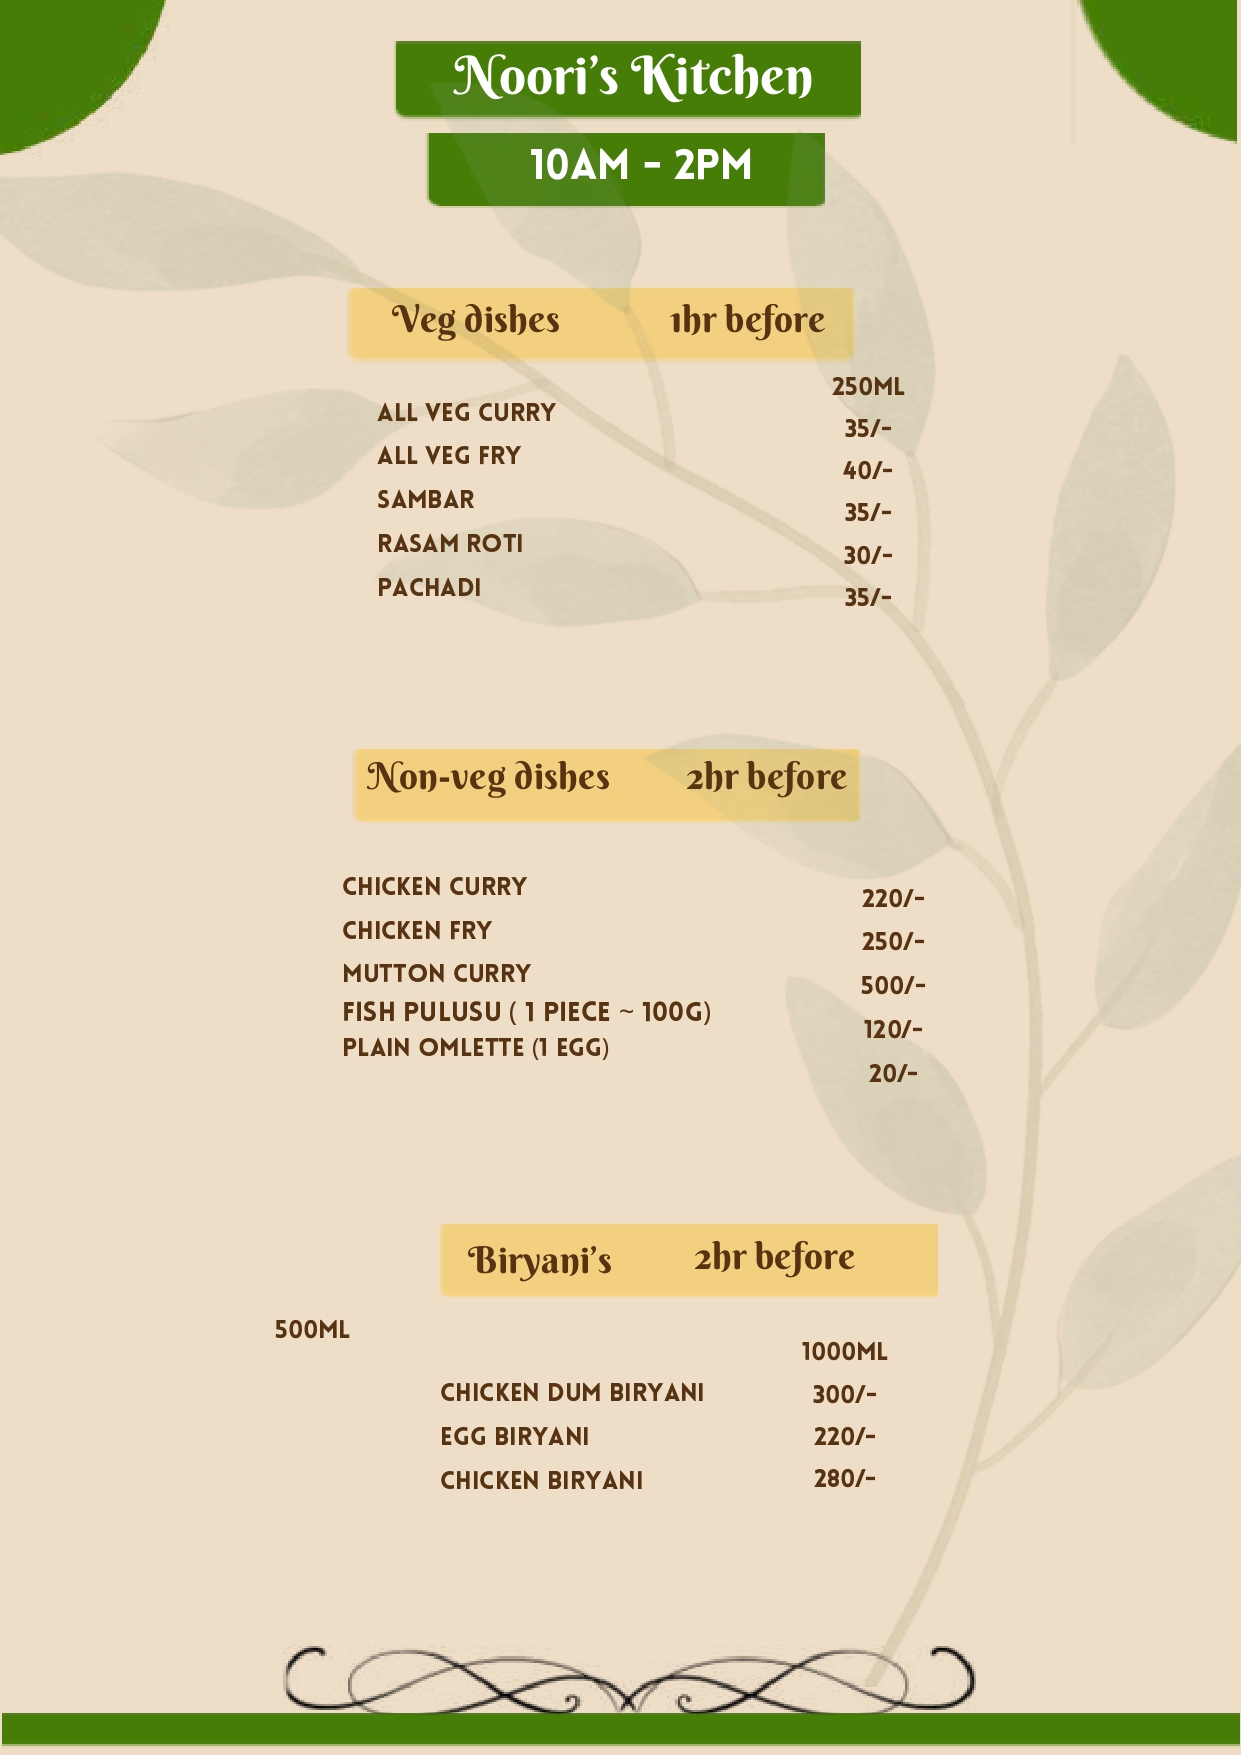 Noori's Kitchen
10AM - 2PM
Veg dishes 1hr before
250ML
ALL VEG CURRY 35/-
ALL VEG FRY 40/-
SAMBAR 35/-
RASAM ROTI 30/-
PACHADI 35/-
Non-veg dishes 2hr before
CHICKEN CURRY 220/-
CHICKEN FRY 250/-
MUTTON CURRY 500/-
FISH PULUSU ( 1 PIECE ~ 100G) 120/-
PLAIN OMLETTE (1 EGG) 20/-
Biryani's 2hr before
500ML 1000ML
CHICKEN DUM BIRYANI 300/-
EGG BIRYANI 220/-
CHICKEN BIRYANI 280/-